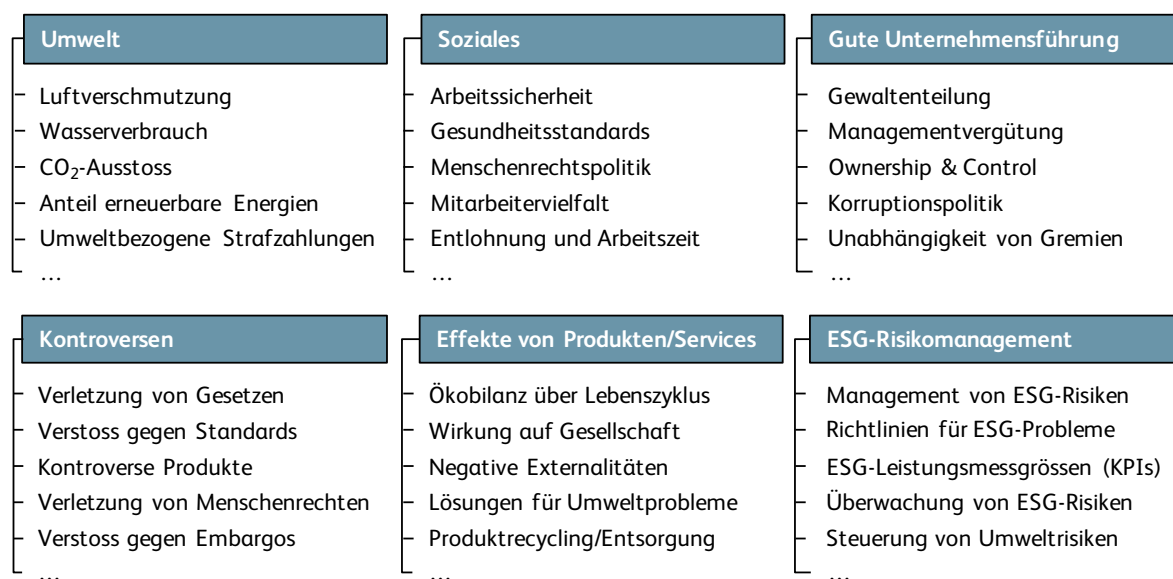 Umwelt
Luftverschmutzung
Wasserverbrauch
CO₂-Ausstoss
Anteil erneuerbare Energien
Umweltbezogene Strafzahlungen
...
Soziales
Arbeitssicherheit
Gesundheitsstandards
Menschenrechtspolitik
Mitarbeitervielfalt
Entlohnung und Arbeitszeit
...
Gute Unternehmensführung
Gewaltenteilung
Managementvergütung
Ownership & Control
Korruptionspolitik
Unabhängigkeit von Gremien
...
Kontroversen
Verletzung von Gesetzen
Verstoss gegen Standards
Kontroverse Produkte
Verletzung von Menschenrechten
Verstoss gegen Embargos
...
Effekte von Produkten/Services
Ökobilanz über Lebenszyklus
Wirkung auf Gesellschaft
Negative Externalitäten
Lösungen für Umweltprobleme
Produktrecycling/Entsorgung
...
ESG-Risikomanagement
Management von ESG-Risiken
Richtlinien für ESG-Probleme
ESG-Leistungsmessgrössen (KPIs)
Überwachung von ESG-Risiken
Steuerung von Umweltrisiken
...